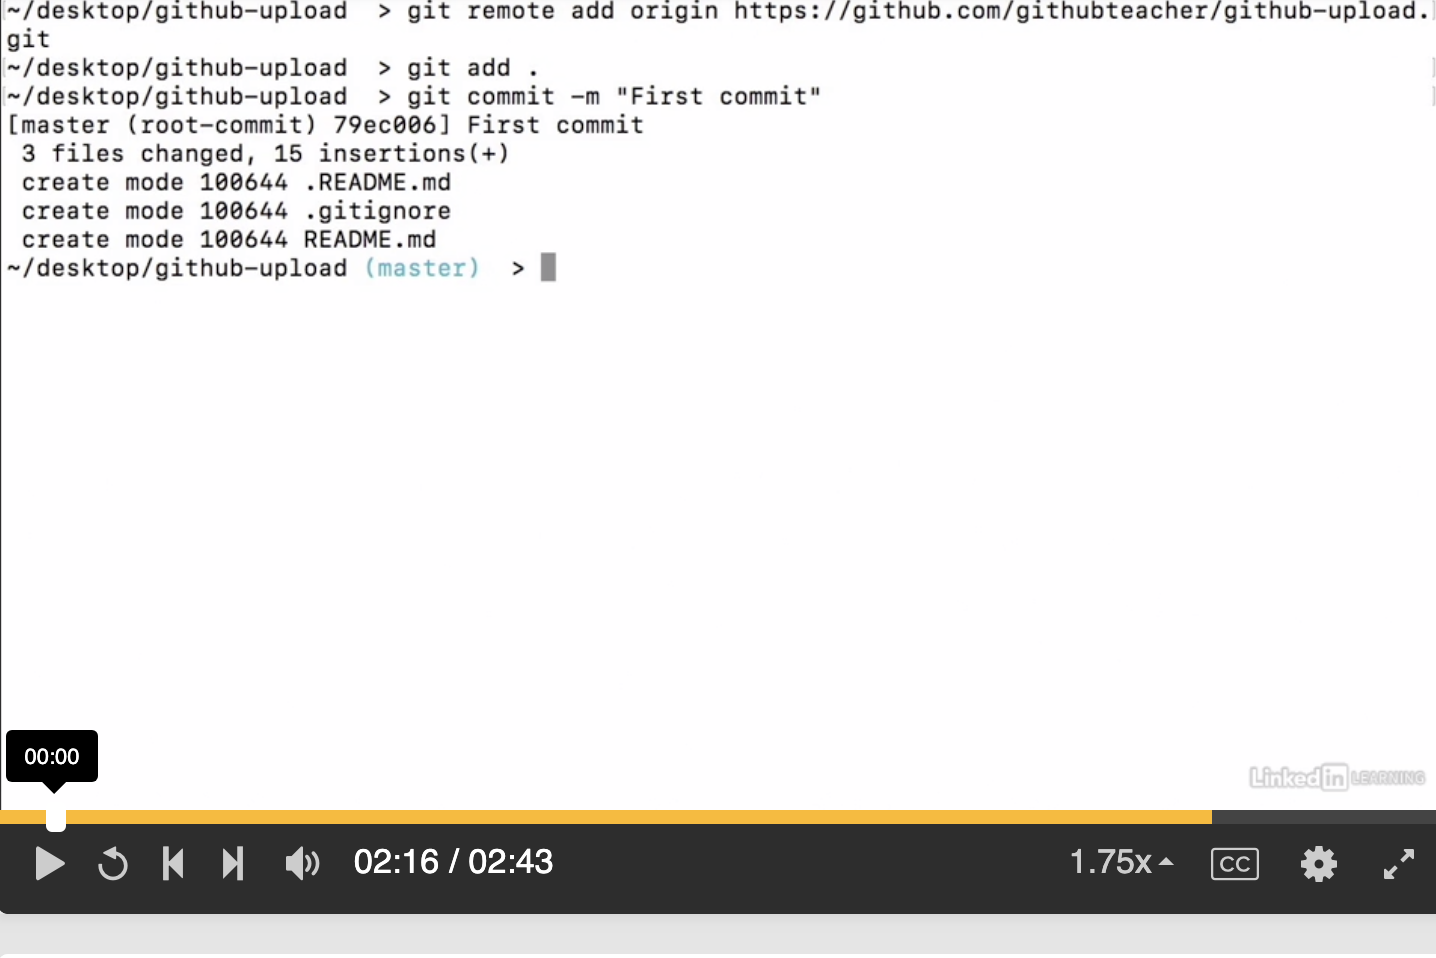 ~/desktop/github-upload  > git remote add origin https://github.com/githubteacher/github-upload.
git
~/desktop/github-upload  > git add .
~/desktop/github-upload  > git commit -m "First commit"
[master (root-commit) 79ec006] First commit
 3 files changed, 15 insertions(+)
 create mode 100644 .README.md
 create mode 100644 .gitignore
 create mode 100644 README.md
~/desktop/github-upload (master)  >
00:00
Linked in LEARNING
02:16 / 02:43
1.75x
CC